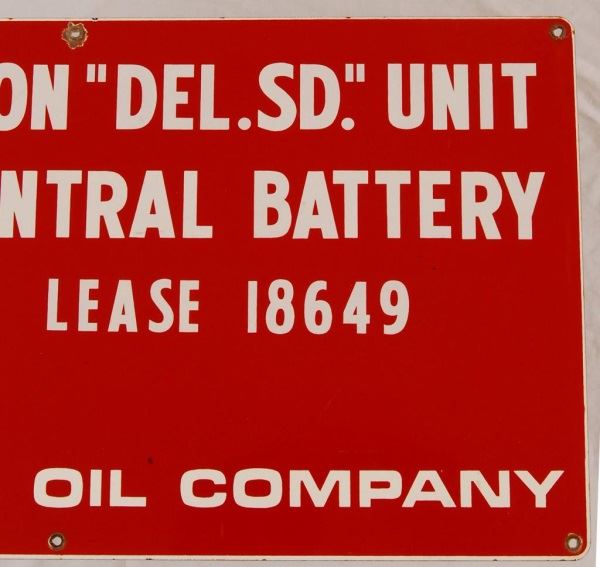 ON "DEL.SD." UNIT
NTRAL BATTERY
LEASE 18649
OIL COMPANY